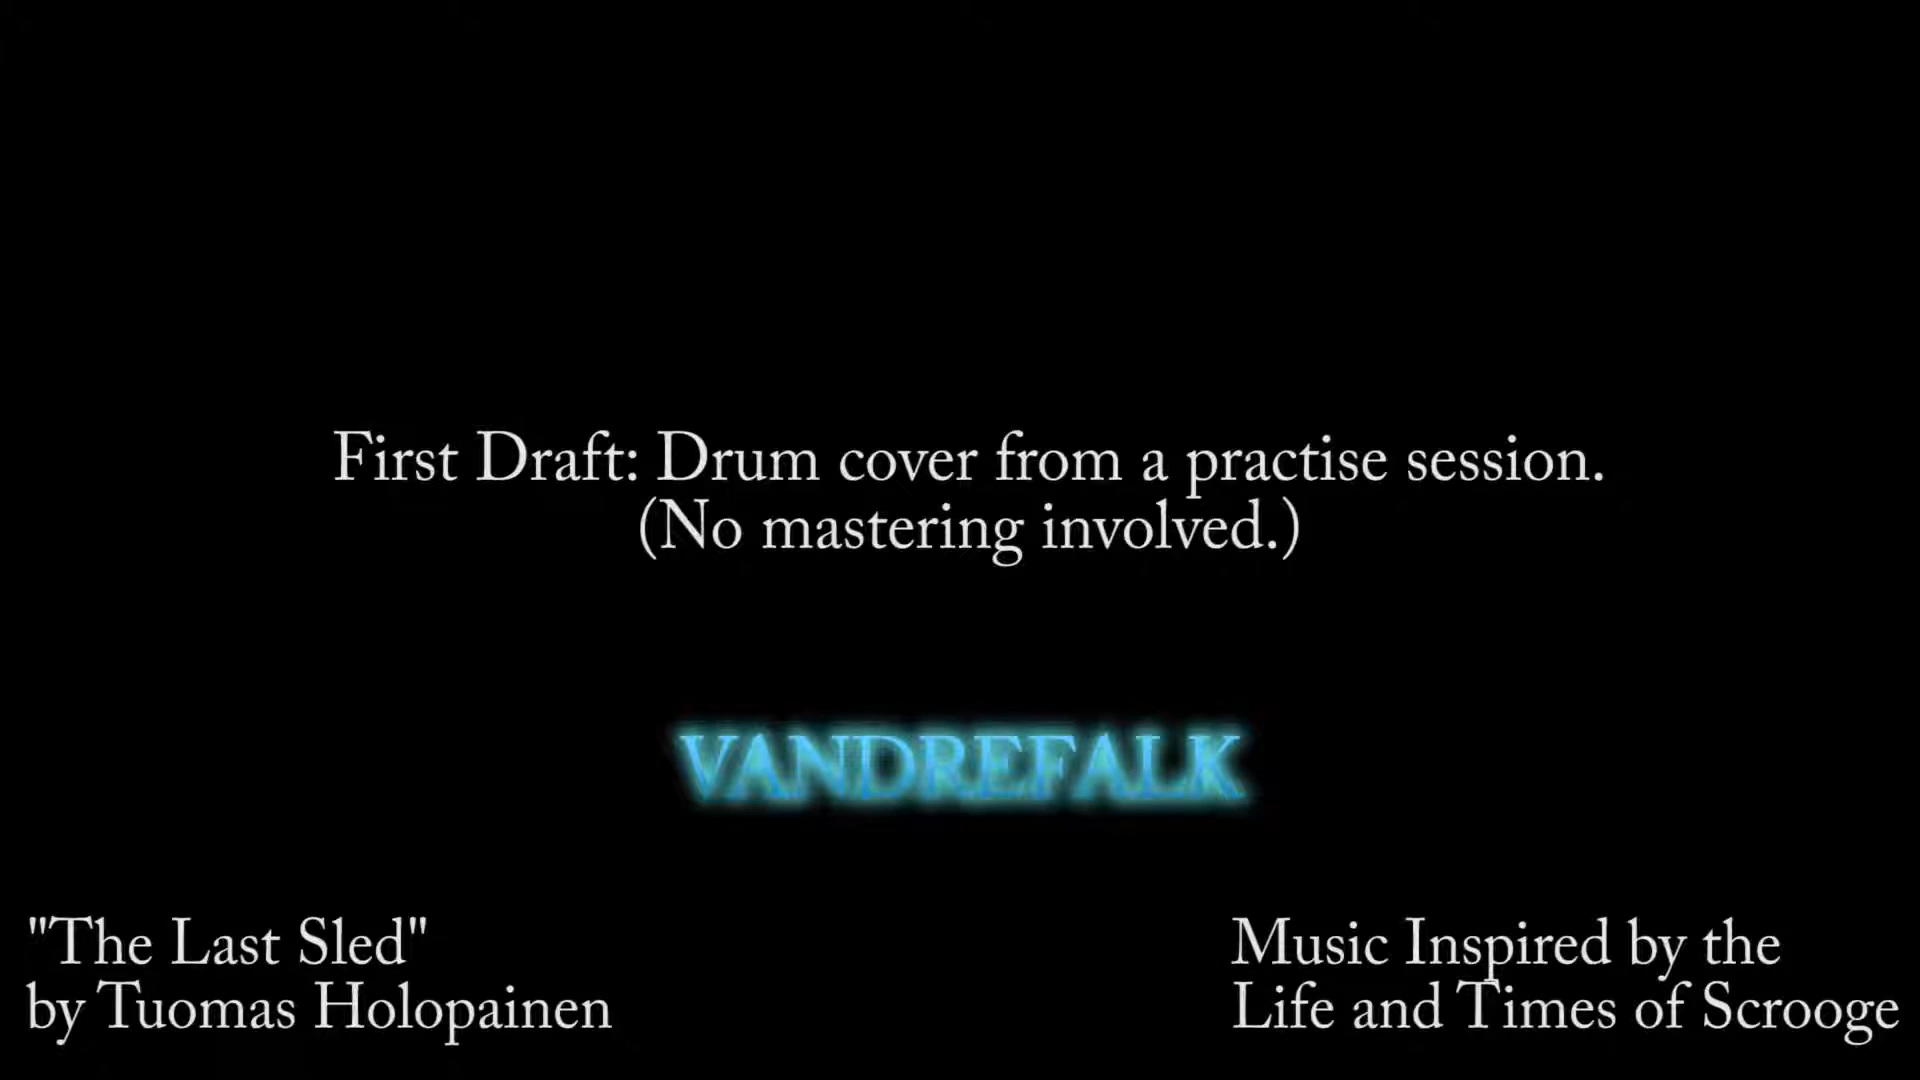 First Draft: Drum cover from a practise session.
(No mastering involved.)
VANDREFALK
"The Last Sled"
by Tuomas Holopainen
Music Inspired by the
Life and Times of Scrooge